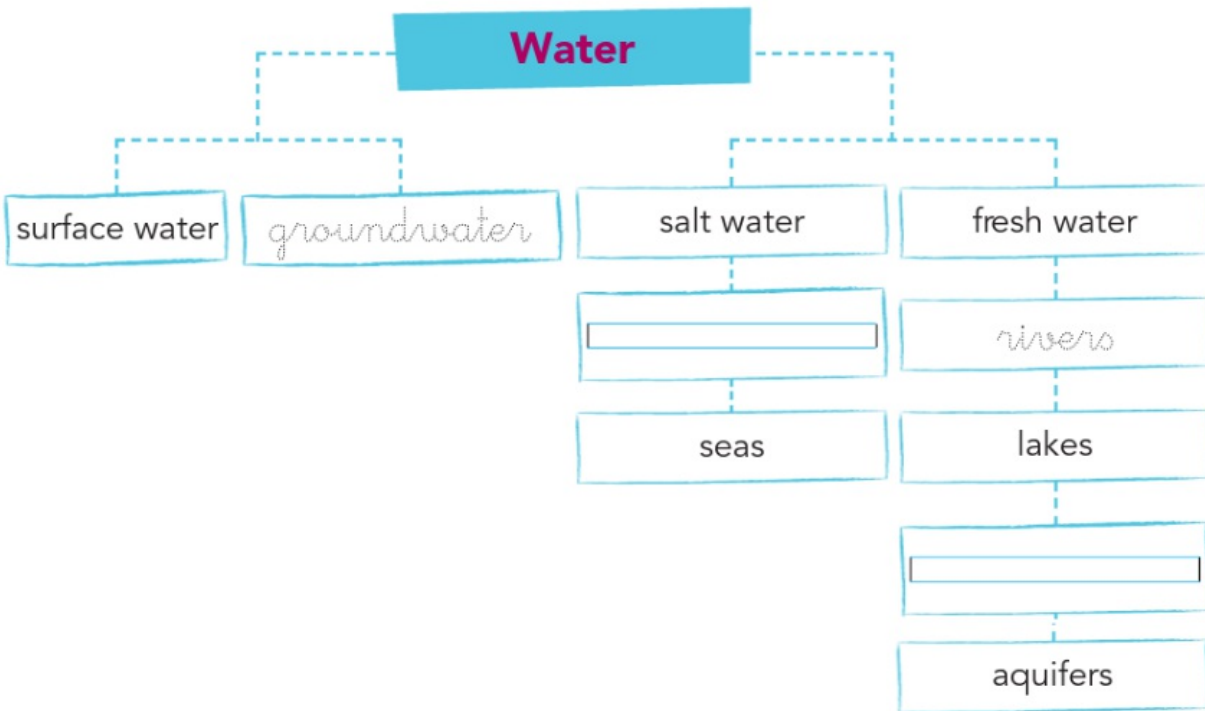 Water
surface water
groundwater
salt water
fresh water
rivers
seas
lakes
aquifers